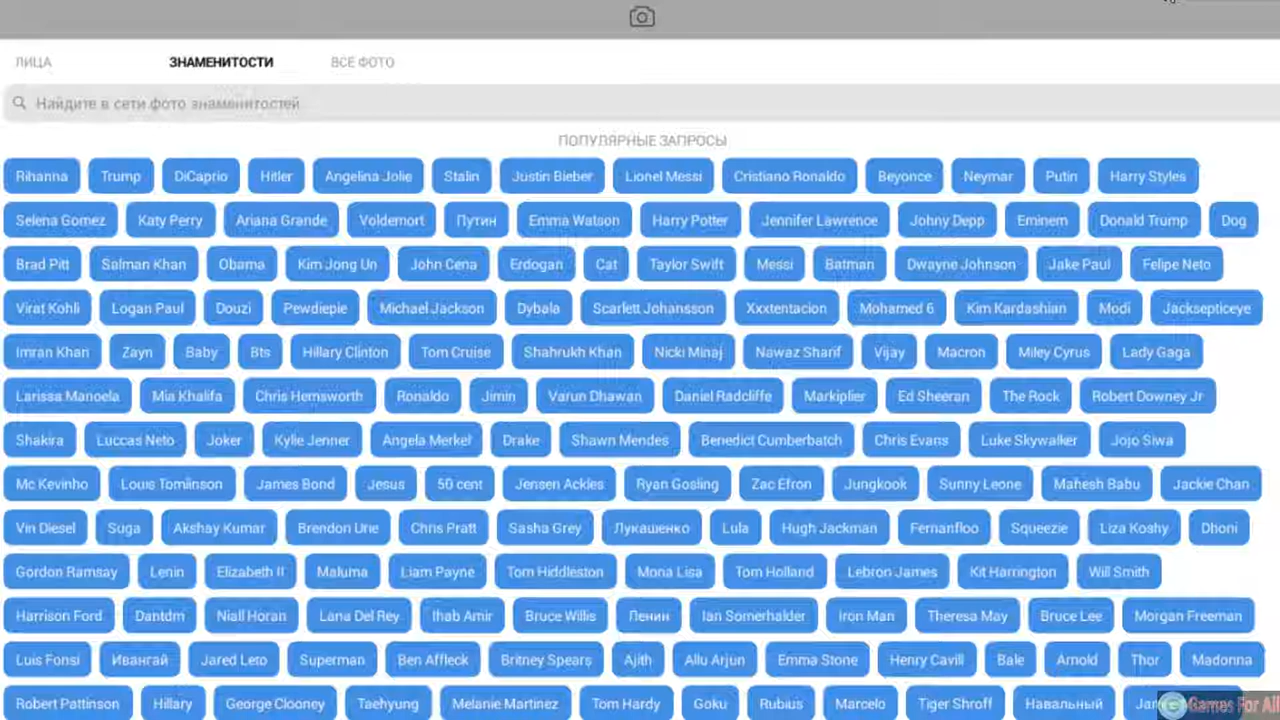 ЛИЦА ЗНАМЕНИТОСТИ ВСЕ ФОТО
Найдите в сети фото знаменитостей
ПОПУЛЯРНЫЕ ЗАПРОСЫ
Rihanna Trump DiCaprio Hitler Angelina Jolie Stalin Justin Bieber Lionel Messi Cristiano Ronaldo Beyonce Neymar Putin Harry Styles
Selena Gomez Katy Perry Ariana Grande Voldemort Путин Emma Watson Harry Potter Jennifer Lawrence Johny Depp Eminem Donald Trump Dog
Brad Pitt Salman Khan Obama Kim Jong Un John Cena Erdogan Cat Taylor Swift Messi Batman Dwayne Johnson Jake Paul Felipe Neto
Virat Kohli Logan Paul Douzi Pewdiepie Michael Jackson Dybala Scarlett Johansson Xxxtentacion Mohamed 6 Kim Kardashian Modi Jacksepticeye
Imran Khan Zayn Baby Bts Hillary Clinton Tom Cruise Shahrukh Khan Nicki Minaj Nawaz Sharif Vijay Macron Miley Cyrus Lady Gaga
Larissa Manoela Mia Khalifa Chris Hemsworth Ronaldo Jimin Varun Dhawan Daniel Radcliffe Markiplier Ed Sheeran The Rock Robert Downey Jr
Shakira Luccas Neto Joker Kylie Jenner Angela Merkel Drake Shawn Mendes Benedict Cumberbatch Chris Evans Luke Skywalker Jojo Siwa
Mc Kevinho Louis Tomlinson James Bond Jesus 50 cent Jensen Ackles Ryan Gosling Zac Efron Jungkook Sunny Leone Mahesh Babu Jackie Chan
Vin Diesel Suga Akshay Kumar Brendon Urie Chris Pratt Sasha Grey Лукашенко Lula Hugh Jackman Fernanfloo Squeezie Liza Koshy Dhoni
Gordon Ramsay Lenin Elizabeth II Maluma Liam Payne Tom Hiddleston Mona Lisa Tom Holland Lebron James Kit Harrington Will Smith
Harrison Ford Dantdm Niall Horan Lana Del Rey Ihab Amir Bruce Willis Ленин Ian Somerhalder Iron Man Theresa May Bruce Lee Morgan Freeman
Luis Fonsi Ивангай Jared Leto Superman Ben Affleck Britney Spears Ajith Allu Arjun Emma Stone Henry Cavill Bale Arnold Thor Madonna
Robert Pattinson Hillary George Clooney Taehyung Melanie Martinez Tom Hardy Goku Rubius Marcelo Tiger Shroff Навальный
Games For All